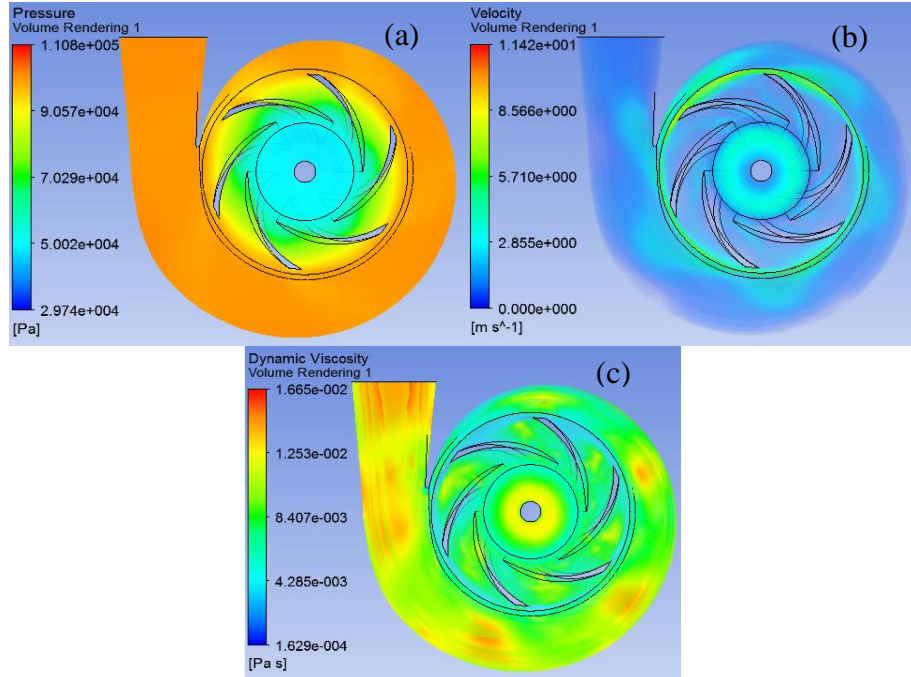 Pressure
Volume Rendering 1
(a)
1.108e+005
9.057e+004
7.029e+004
5.002e+004
2.974e+004
[Pa]
Velocity
Volume Rendering 1
(b)
1.142e+001
8.566e+000
5.710e+000
2.855e+000
0.000e+000
[m s^-1]
Dynamic Viscosity
Volume Rendering 1
(c)
1.665e-002
1.253e-002
8.407e-003
4.285e-003
1.629e-004
[Pa s]